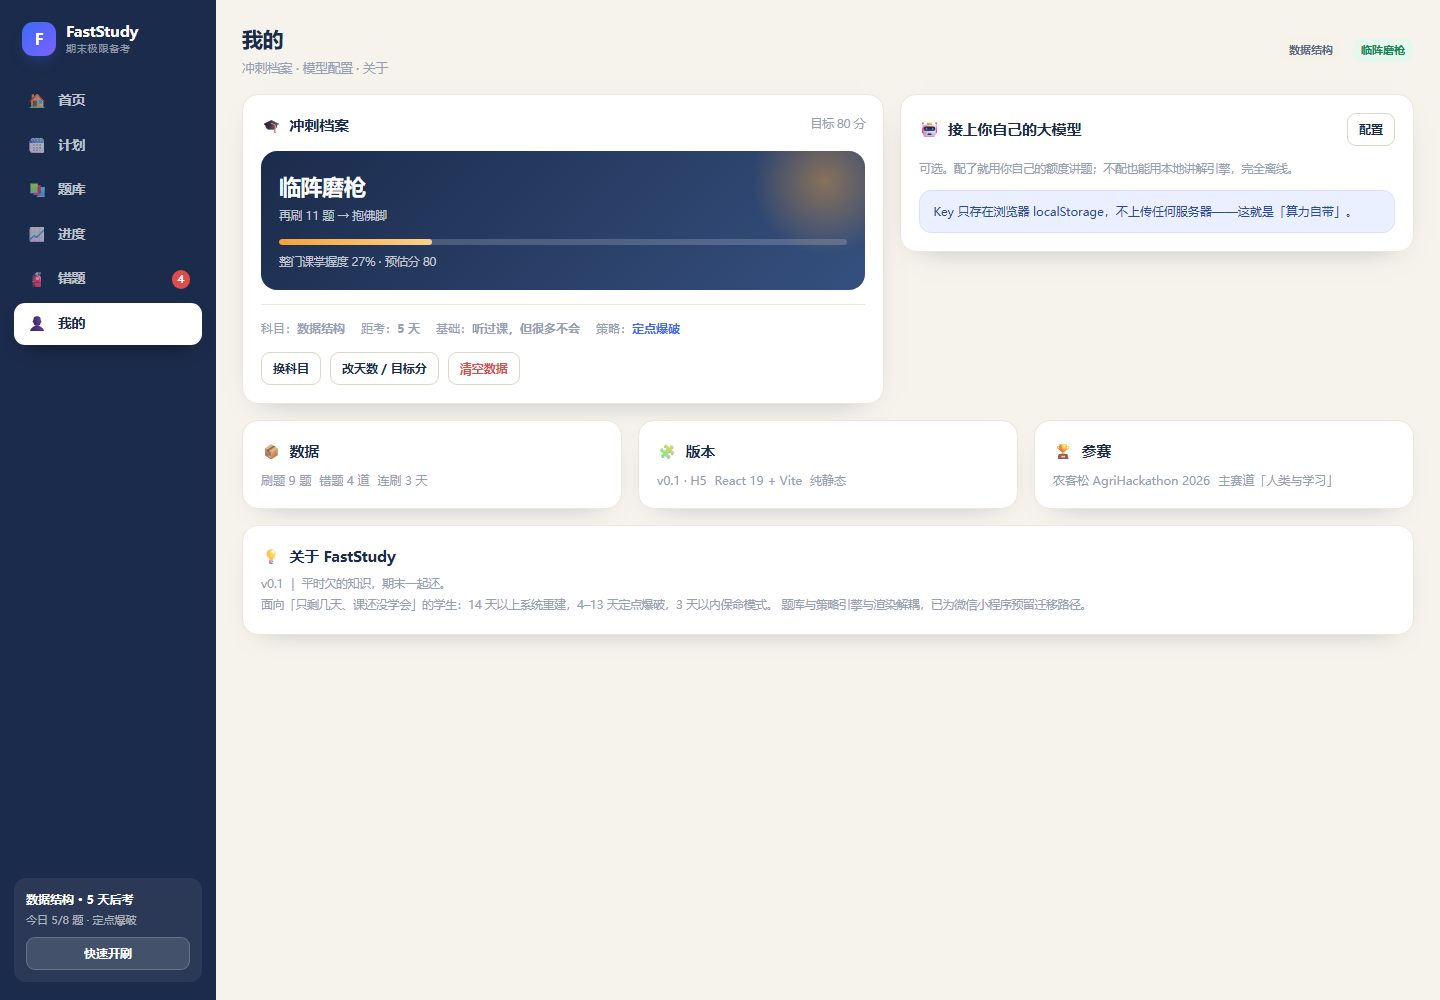 F
FastStudy
期末极限备考
首页
计划
题库
进度
错题
4
我的
数据结构 • 5 天后考
今日 5/8 题 · 定点爆破
快速开刷
我的
冲刺档案 · 模型配置 · 关于
数据结构
临阵磨枪
冲刺档案
目标 80 分
临阵磨枪
再刷 11 题 → 抱佛脚
整门课掌握度 27% · 预估分 80
科目：数据结构 距考：5 天 基础：听过课，但很多不会 策略：定点爆破
换科目
改天数 / 目标分
清空数据
接上你自己的大模型
配置
可选。配了就用你自己的额度讲题；不配也能用本地讲解引擎，完全离线。
Key 只存在浏览器 localStorage，不上传任何服务器——这就是「算力自带」。
数据
刷题 9 题 错题 4 道 连刷 3 天
版本
v0.1 · H5 React 19 + Vite 纯静态
参赛
农客松 AgriHackathon 2026 主赛道「人类与学习」
关于 FastStudy
v0.1 ｜ 平时欠的知识，期末一起还。
面向「只剩几天、课还没学会」的学生：14 天以上系统重建，4–13 天定点爆破，3 天以内保命模式。 题库与策略引擎与渲染解耦，已为微信小程序预留迁移路径。